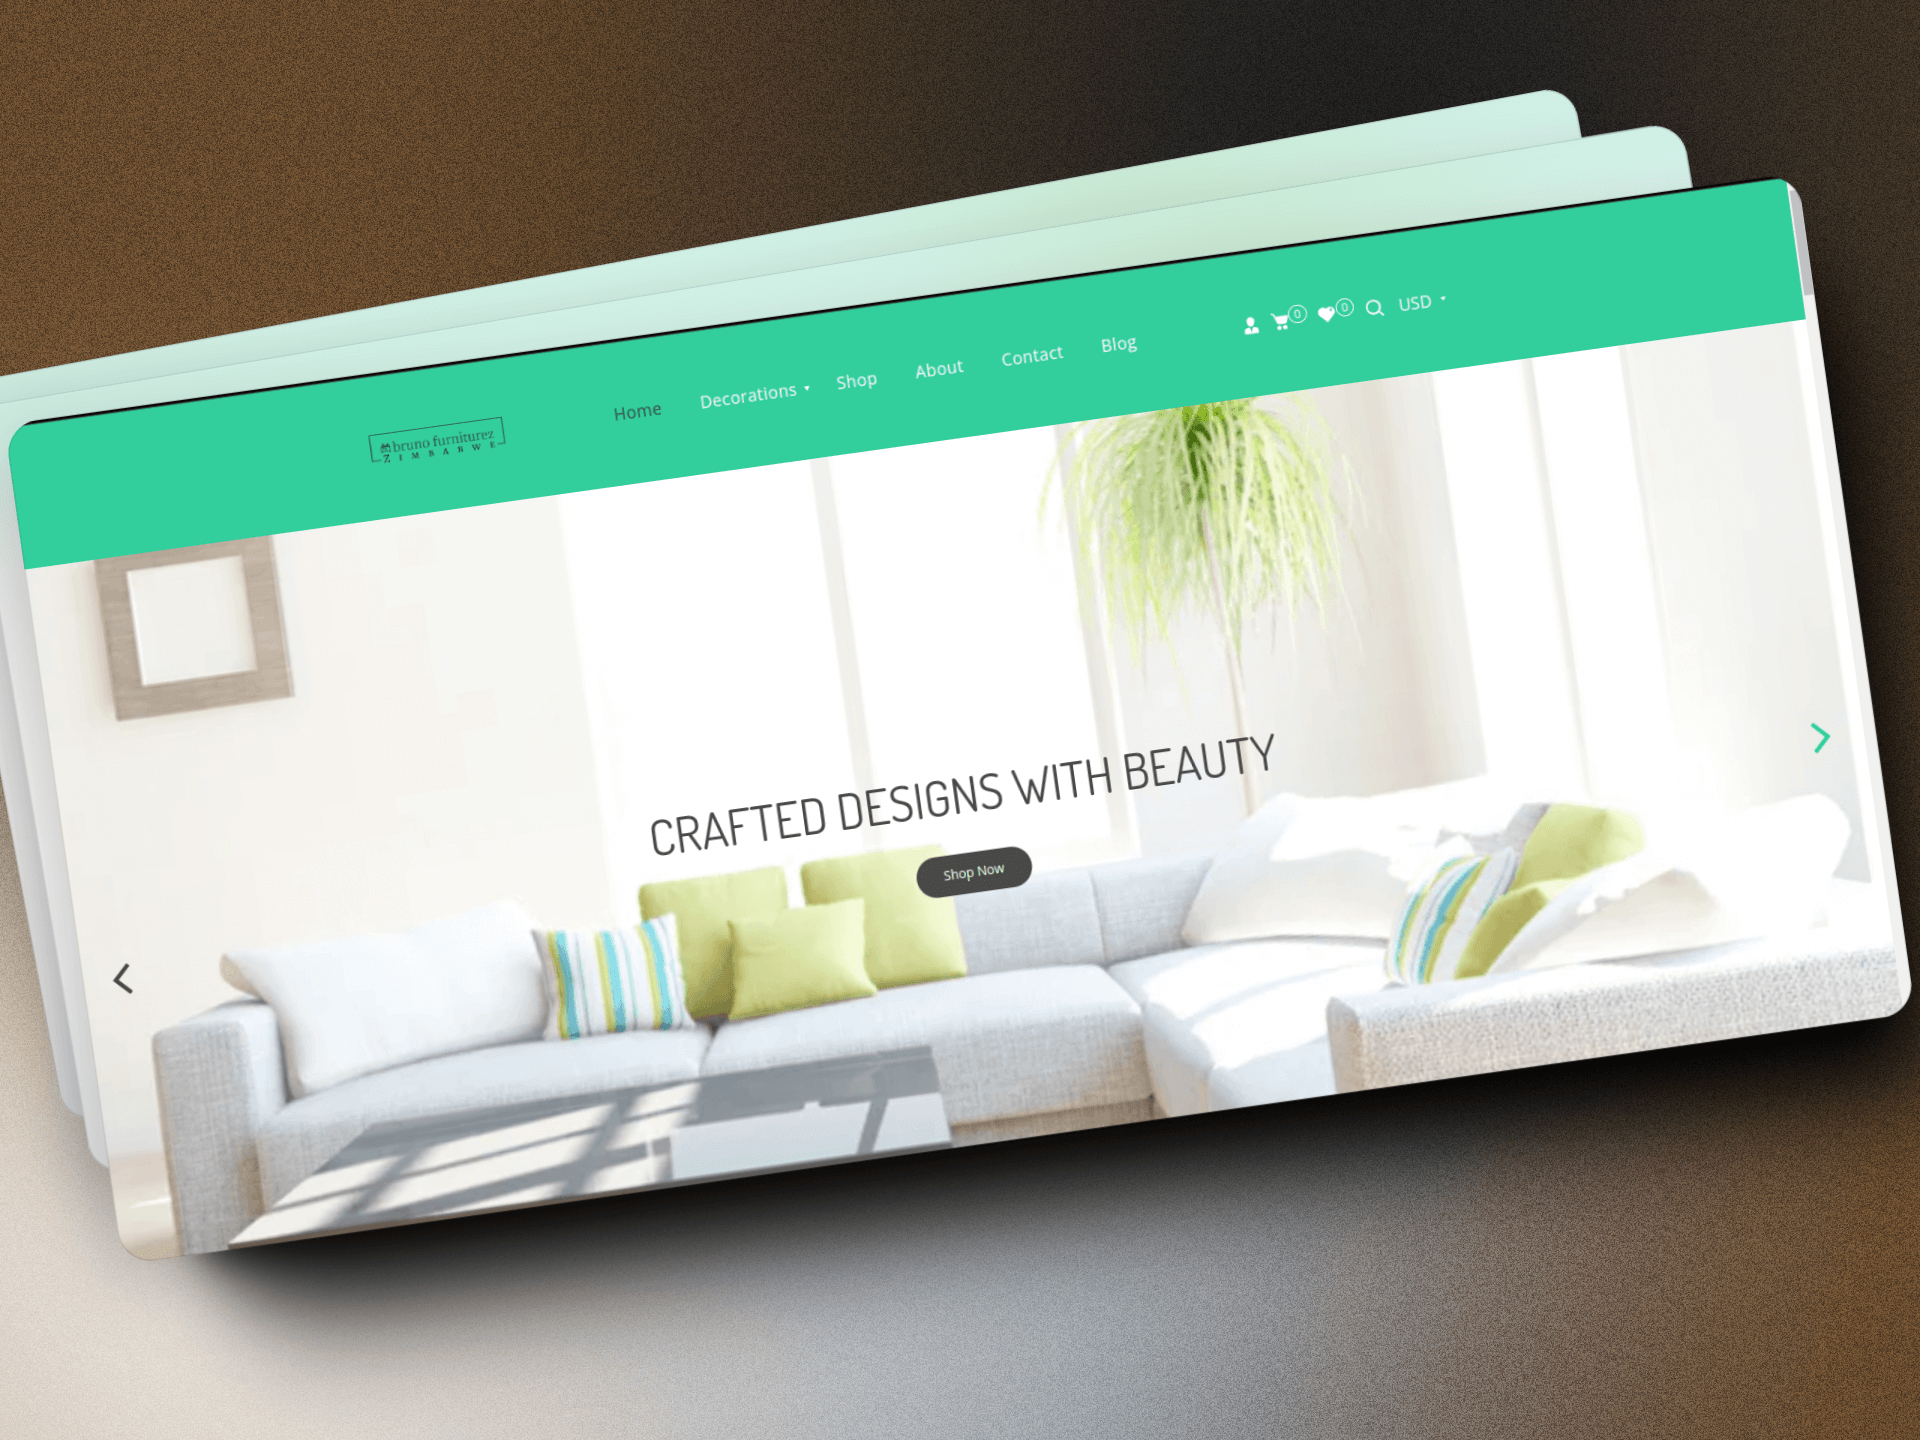 bruno furniturez
ZIMBABWE
Home Decorations Shop About Contact Blog
0 0 USD
CRAFTED DESIGNS WITH BEAUTY
Shop Now